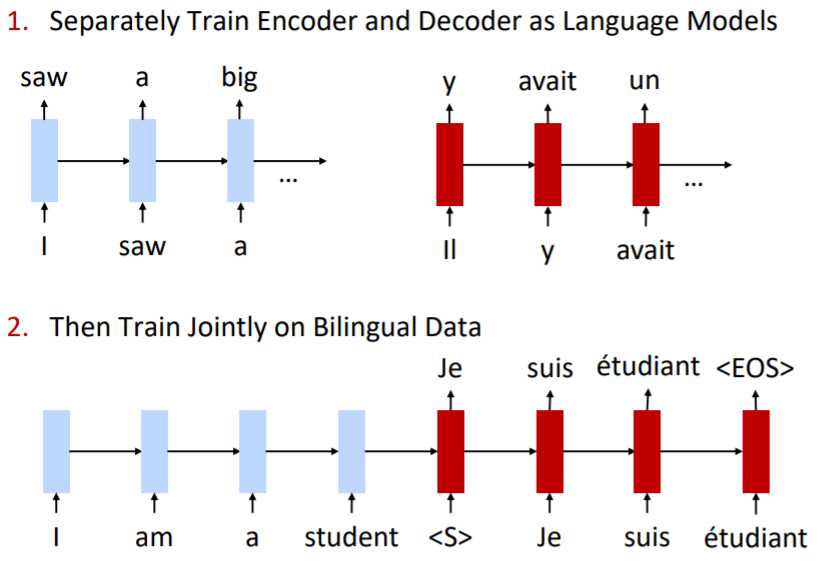 1. Separately Train Encoder and Decoder as Language Models
saw a big y avait un
... ...
I saw a Il y avait
2. Then Train Jointly on Bilingual Data
Je suis étudiant <EOS>
I am a student <S> Je suis étudiant